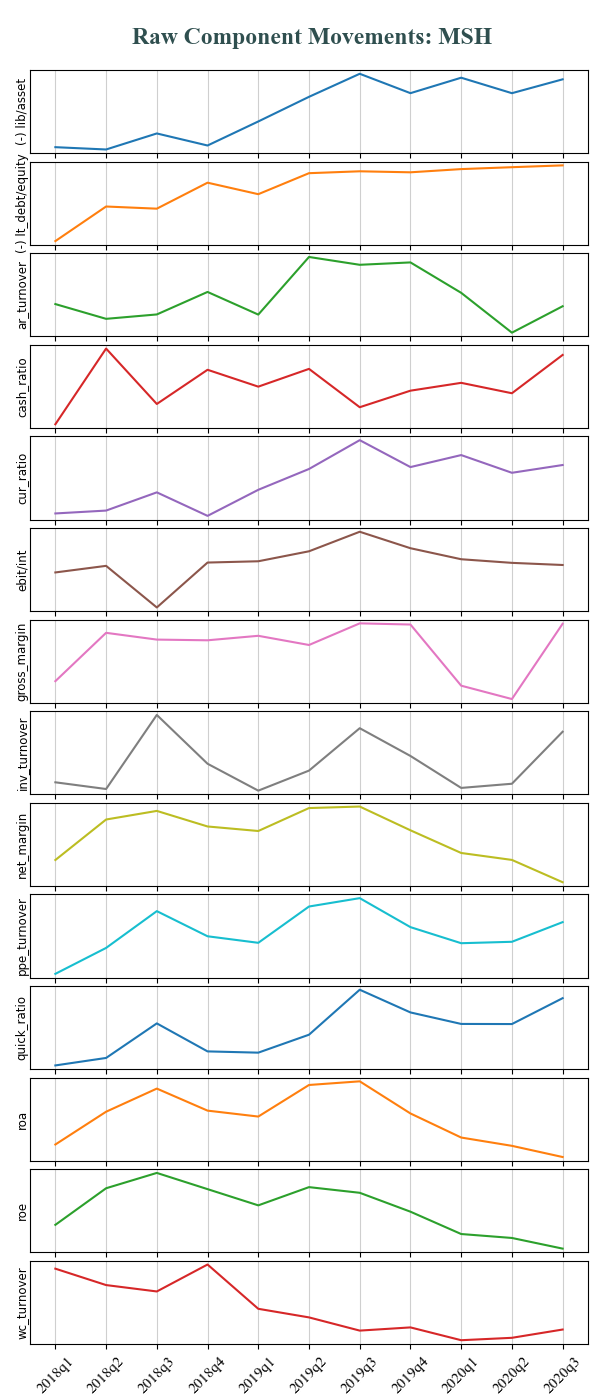 Raw Component Movements: MSH
(-) lib/asset
(-) lt_debt/equity
ar_turnover
cash_ratio
cur_ratio
ebit/int
gross_margin
inv_turnover
net_margin
ppe_turnover
quick_ratio
roa
roe
wc_turnover
2018q1 2018q2 2018q3 2018q4 2019q1 2019q2 2019q3 2019q4 2020q1 2020q2 2020q3